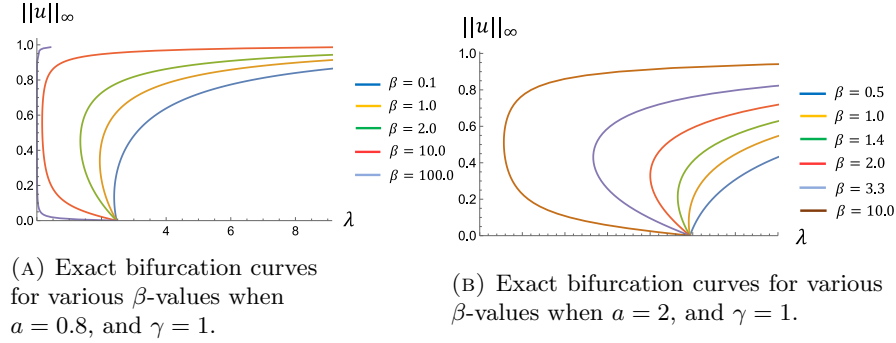 ||u||∞
||u||∞
1.0
0.8
0.6
0.4
0.2
0.0
4
6
8
λ
β = 0.1
β = 1.0
β = 2.0
β = 10.0
β = 100.0
1.0
0.8
0.6
0.4
0.2
0.0
λ
β = 0.5
β = 1.0
β = 1.4
β = 2.0
β = 3.3
β = 10.0
(A) Exact bifurcation curves
for various β-values when
a = 0.8, and γ = 1.
(B) Exact bifurcation curves for various
β-values when a = 2, and γ = 1.